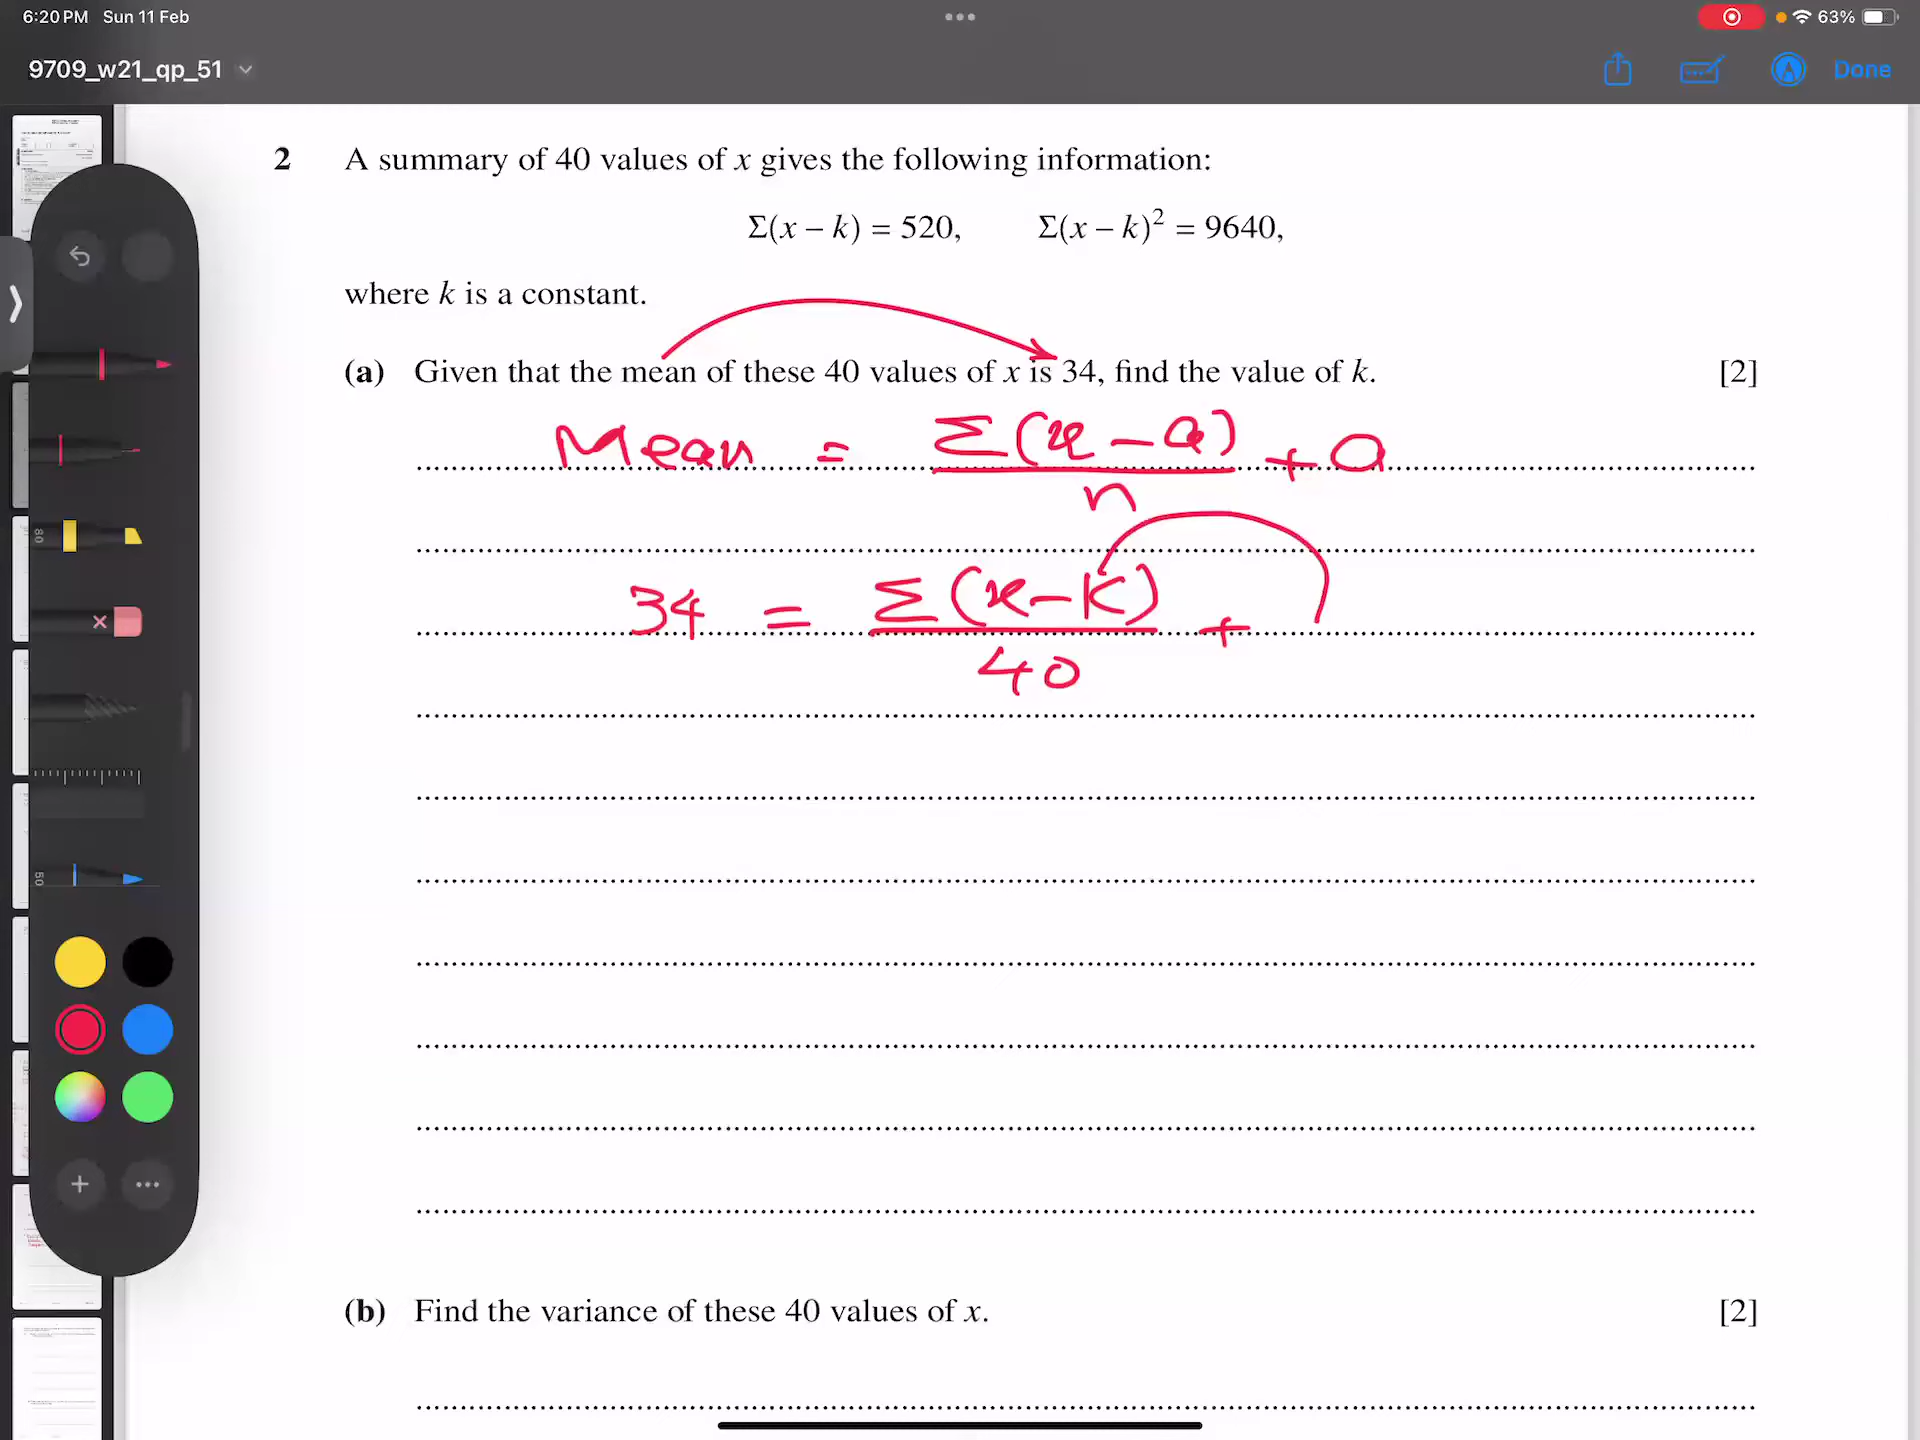 6:20 PM Sun 11 Feb
63%
9709_w21_qp_51
Done
2 A summary of 40 values of x gives the following information:
Σ(x – k) = 520, Σ(x – k)² = 9640,
where k is a constant.
(a) Given that the mean of these 40 values of x is 34, find the value of k. [2]
Mean = Σ(x – a) / n + a
34 = Σ(x – k) / 40 +
80
50
(b) Find the variance of these 40 values of x. [2]